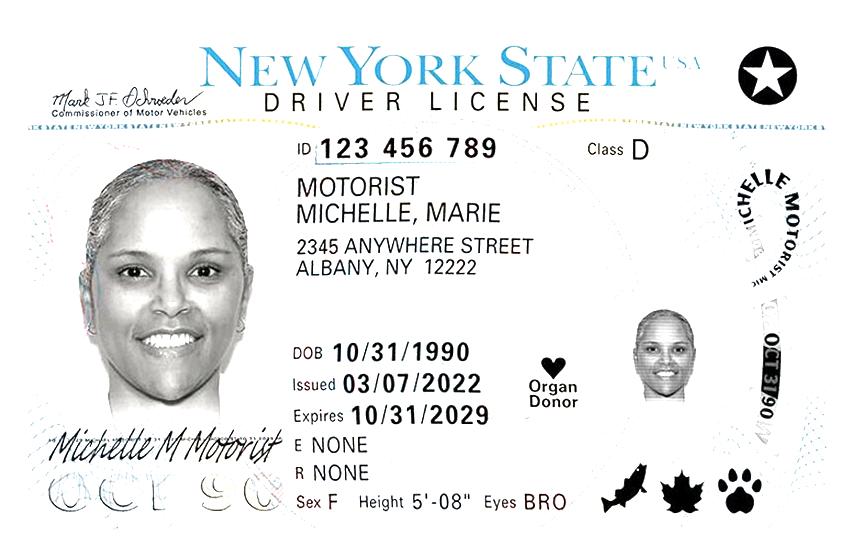 NEW YORK STATE USA
DRIVER LICENSE
Mark J.F. Schroeder
Commissioner of Motor Vehicles
ID 123 456 789
Class D
MOTORIST
MICHELLE, MARIE
2345 ANYWHERE STREET
ALBANY, NY 12222
DOB 10/31/1990
Issued 03/07/2022
Expires 10/31/2029
E NONE
R NONE
Sex F Height 5'-08" Eyes BRO
Organ
Donor
Michelle M Motorist
OCT 90
MICHELLE MOTORIST MIC
OCT 31/90